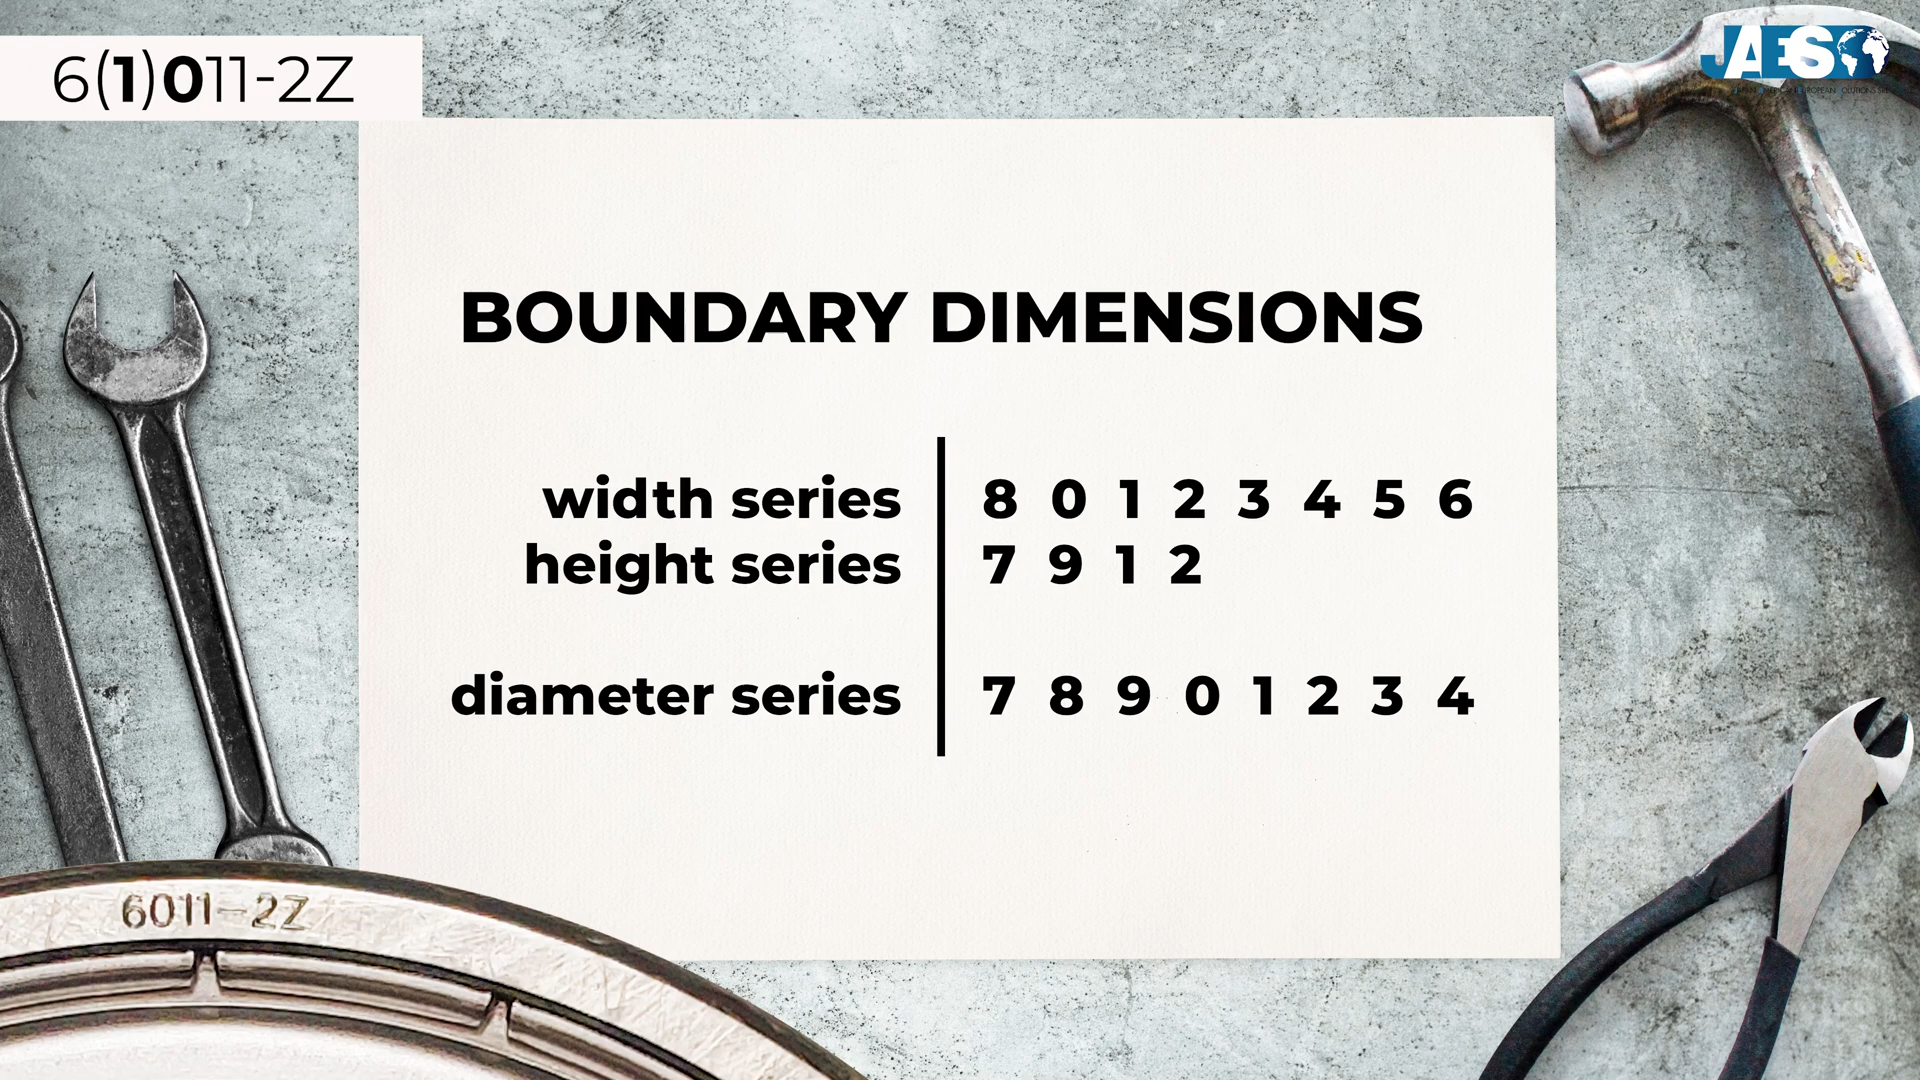 6(1)011-2Z
JAES
BOUNDARY DIMENSIONS
width series 8 0 1 2 3 4 5 6
height series 7 9 1 2
diameter series 7 8 9 0 1 2 3 4
6011-2Z